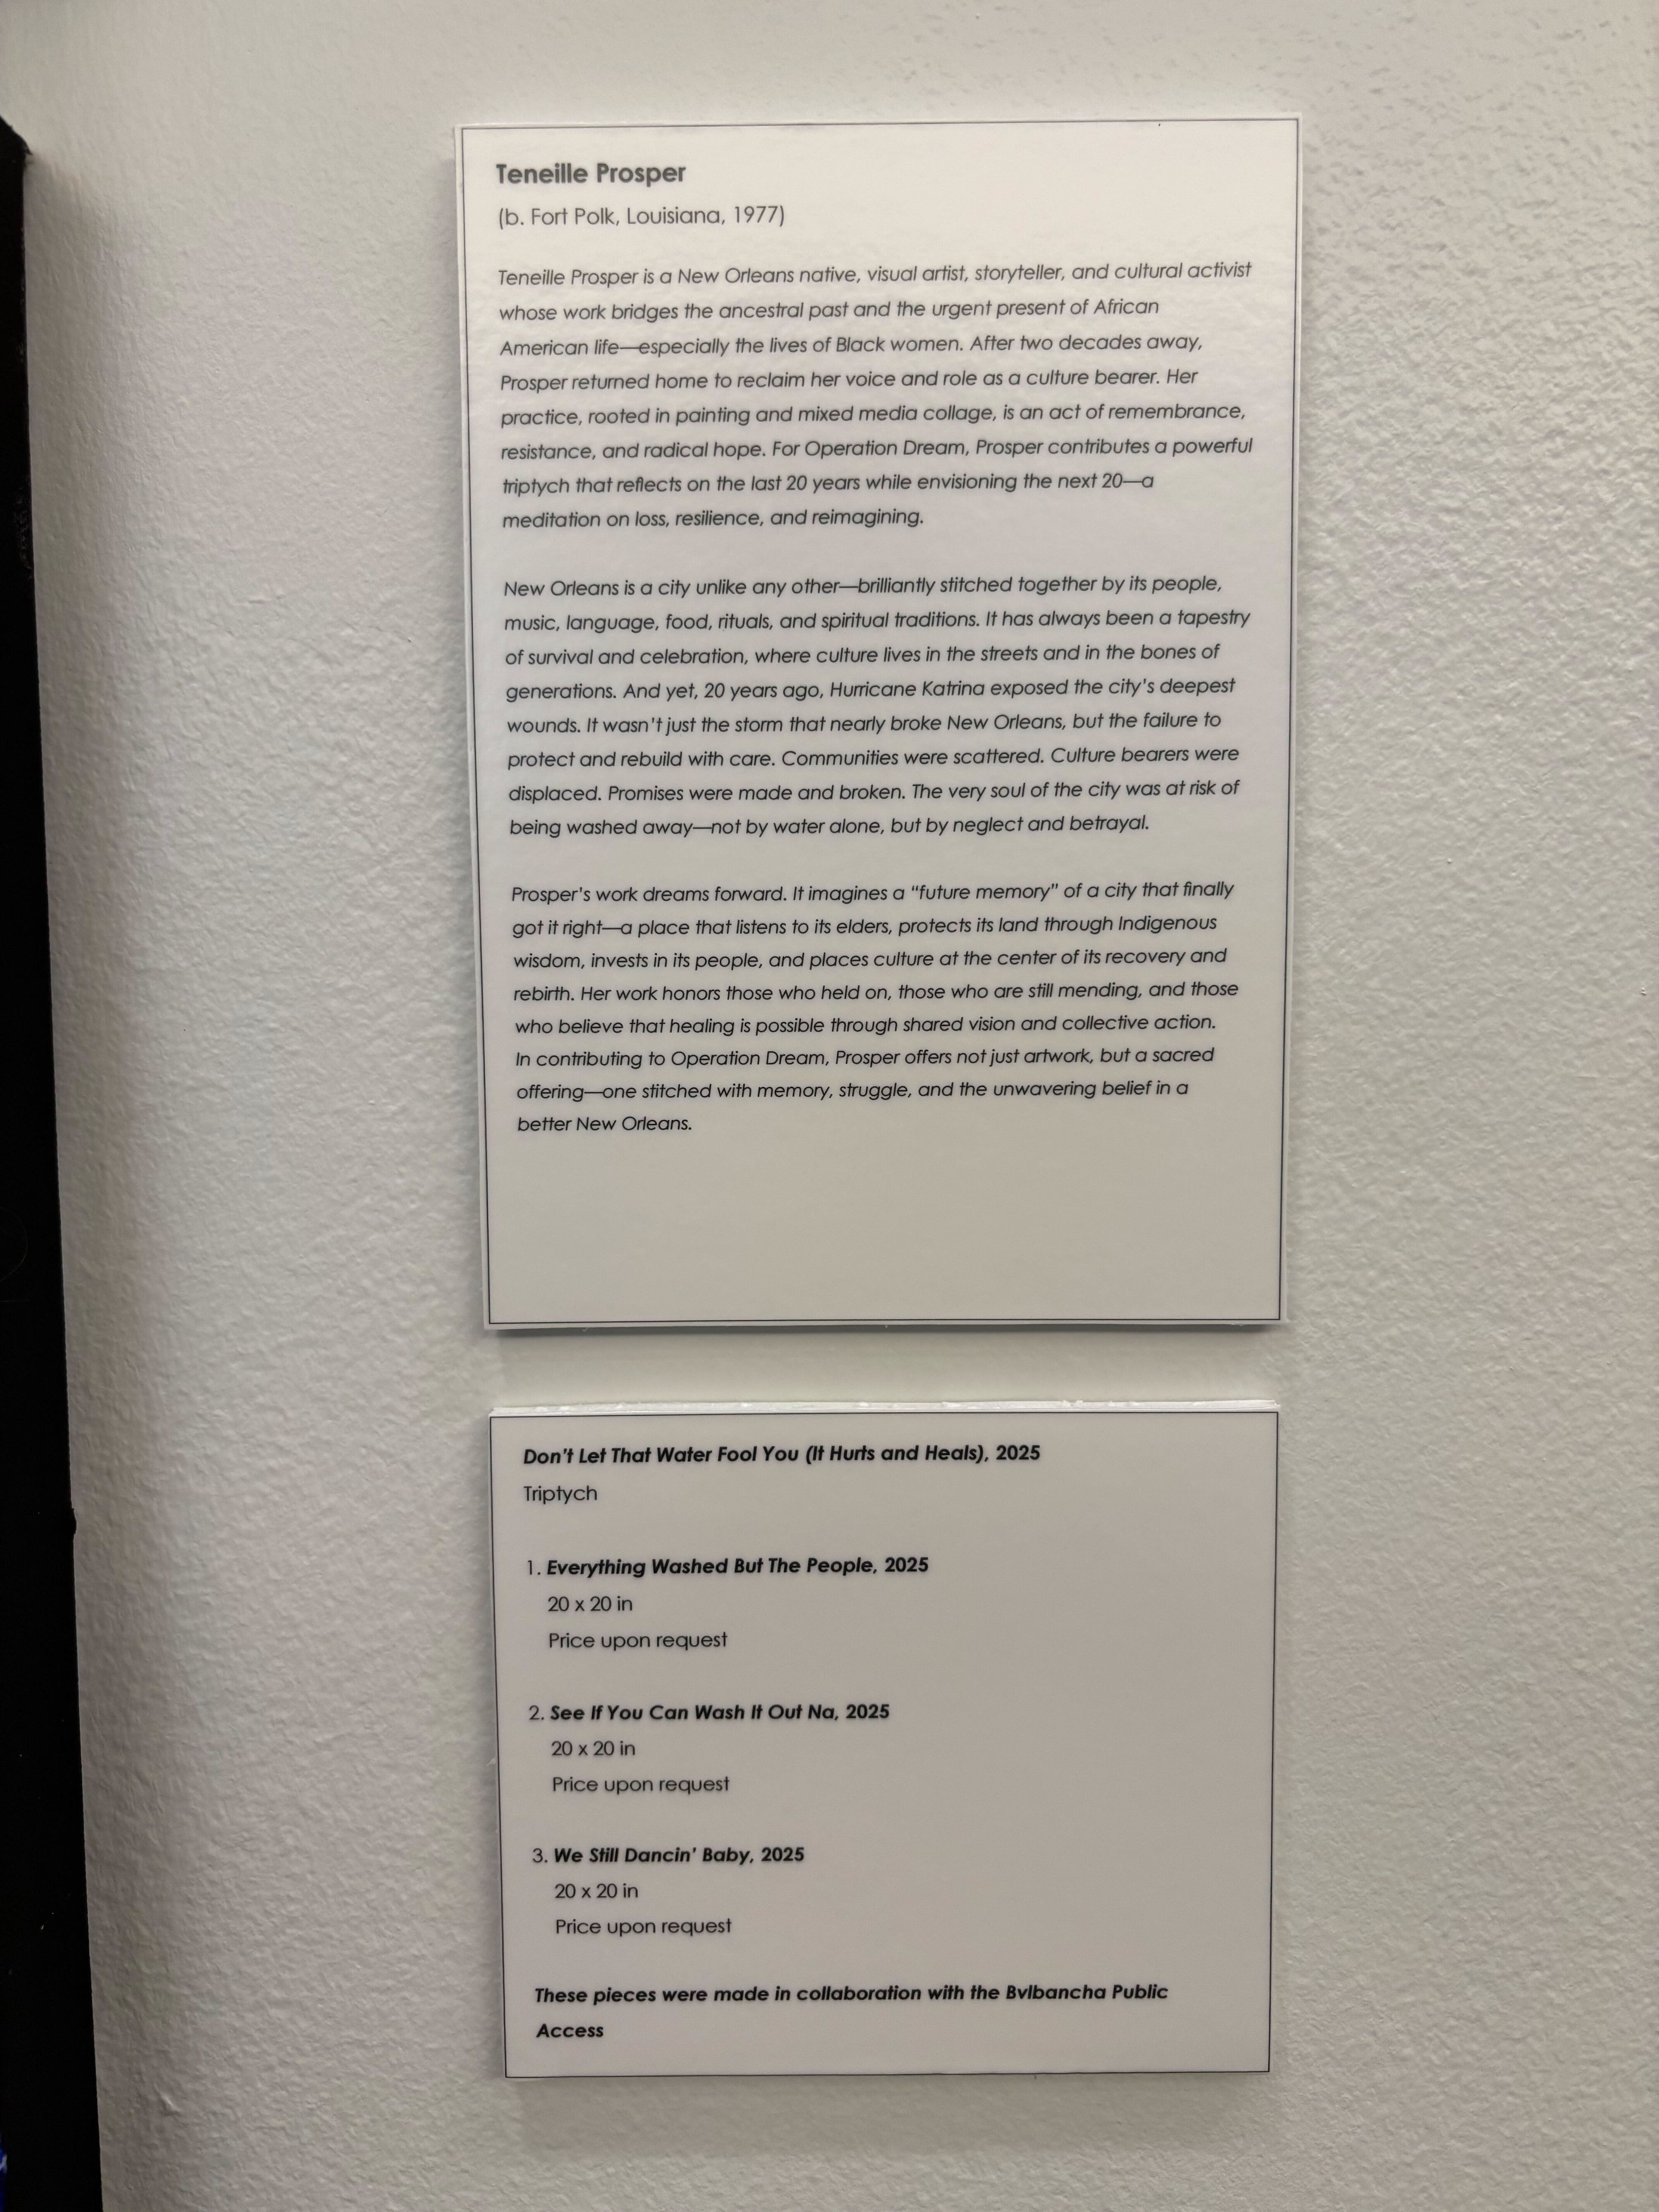 Teneille Prosper
(b. Fort Polk, Louisiana, 1977)
Teneille Prosper is a New Orleans native, visual artist, storyteller, and cultural activist
whose work bridges the ancestral past and the urgent present of African
American life—especially the lives of Black women. After two decades away,
Prosper returned home to reclaim her voice and role as a culture bearer. Her
practice, rooted in painting and mixed media collage, is an act of remembrance,
resistance, and radical hope. For Operation Dream, Prosper contributes a powerful
triptych that reflects on the last 20 years while envisioning the next 20—a
meditation on loss, resilience, and reimagining.
New Orleans is a city unlike any other—brilliantly stitched together by its people,
music, language, food, rituals, and spiritual traditions. It has always been a tapestry
of survival and celebration, where culture lives in the streets and in the bones of
generations. And yet, 20 years ago, Hurricane Katrina exposed the city's deepest
wounds. It wasn't just the storm that nearly broke New Orleans, but the failure to
protect and rebuild with care. Communities were scattered. Culture bearers were
displaced. Promises were made and broken. The very soul of the city was at risk of
being washed away—not by water alone, but by neglect and betrayal.
Prosper's work dreams forward. It imagines a “future memory” of a city that finally
got it right—a place that listens to its elders, protects its land through Indigenous
wisdom, invests in its people, and places culture at the center of its recovery and
rebirth. Her work honors those who held on, those who are still mending, and those
who believe that healing is possible through shared vision and collective action.
In contributing to Operation Dream, Prosper offers not just artwork, but a sacred
offering—one stitched with memory, struggle, and the unwavering belief in a
better New Orleans.
Don't Let That Water Fool You (It Hurts and Heals), 2025
Triptych
1. Everything Washed But The People, 2025
20 x 20 in
Price upon request
2. See If You Can Wash It Out Na, 2025
20 x 20 in
Price upon request
3. We Still Dancin' Baby, 2025
20 x 20 in
Price upon request
These pieces were made in collaboration with the Bvlbancha Public
Access